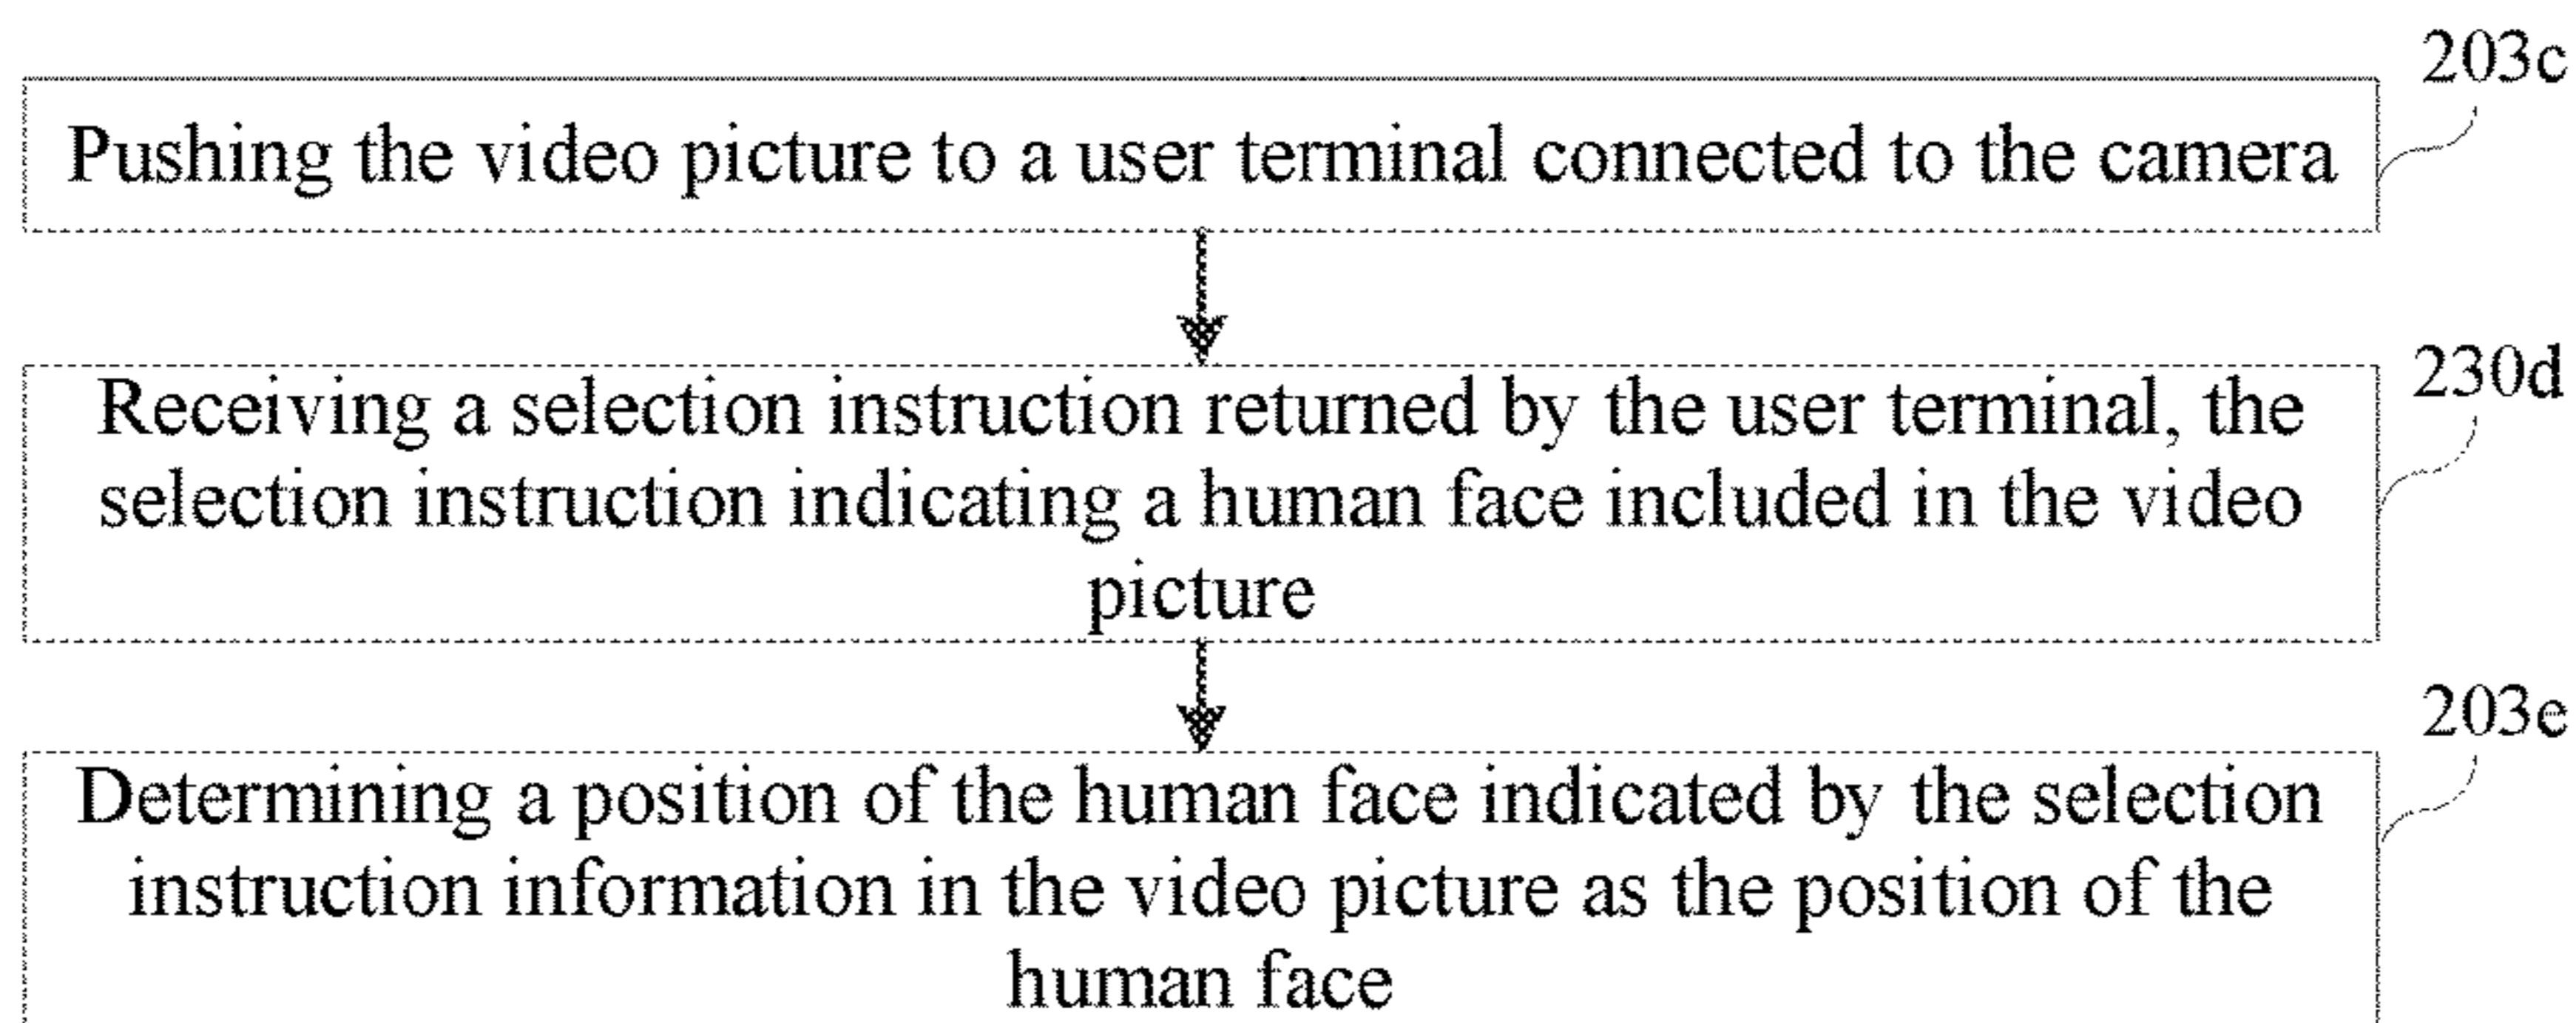 203c
Pushing the video picture to a user terminal connected to the camera
230d
Receiving a selection instruction returned by the user terminal, the
selection instruction indicating a human face included in the video
picture
203e
Determining a position of the human face indicated by the selection
instruction information in the video picture as the position of the
human face